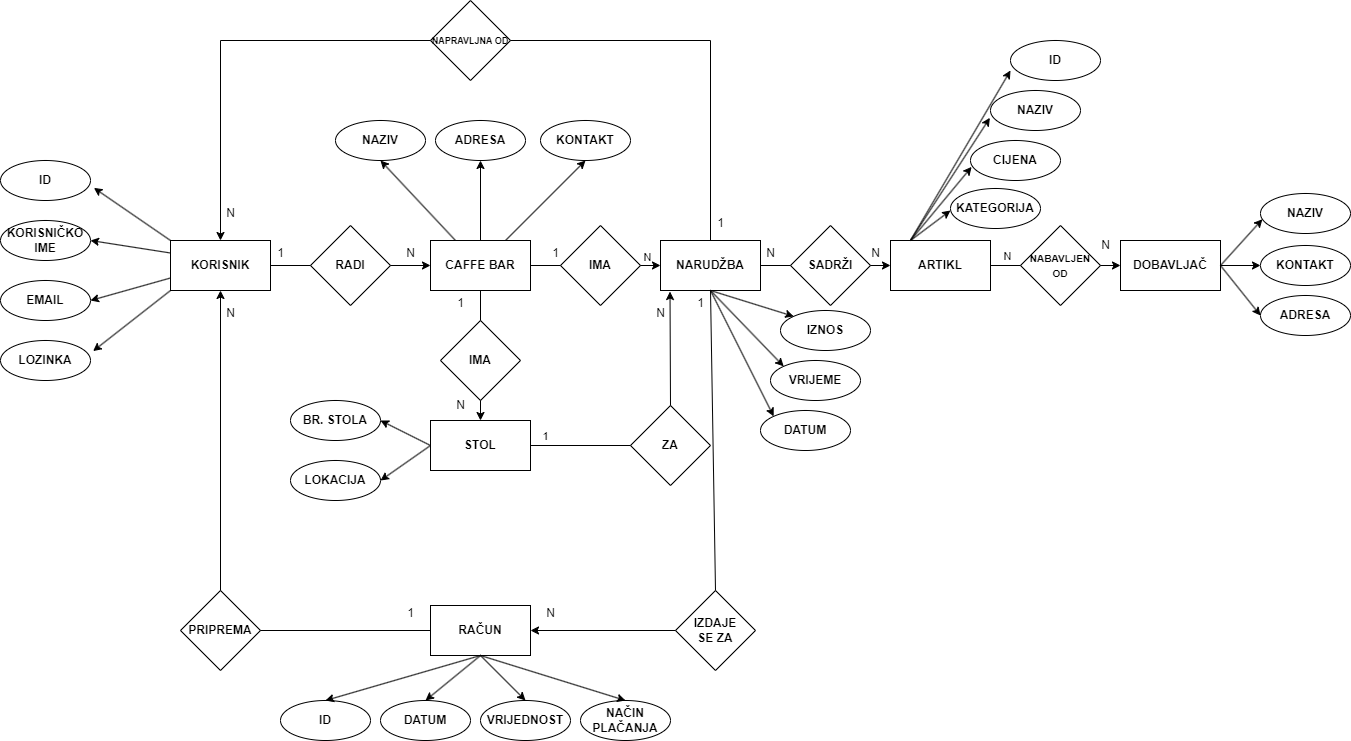 NAPRAVLJNA OD
ID
NAZIV
NAZIV
ADRESA
KONTAKT
CIJENA
ID
KATEGORIJA
NAZIV
N
1
KORISNIČKO
IME
KORISNIK
1
RADI
N
CAFFE BAR
1
IMA
N
NARUDŽBA
N
SADRŽI
N
ARTIKL
N
NABAVLJEN
OD
N
DOBAVLJAČ
KONTAKT
EMAIL
1
N
N
1
IZNOS
ADRESA
LOZINKA
IMA
VRIJEME
N
BR. STOLA
DATUM
STOL
1
ZA
LOKACIJA
PRIPREMA
1
RAČUN
N
IZDAJE
SE ZA
ID
DATUM
VRIJEDNOST
NAČIN
PLAČANJA